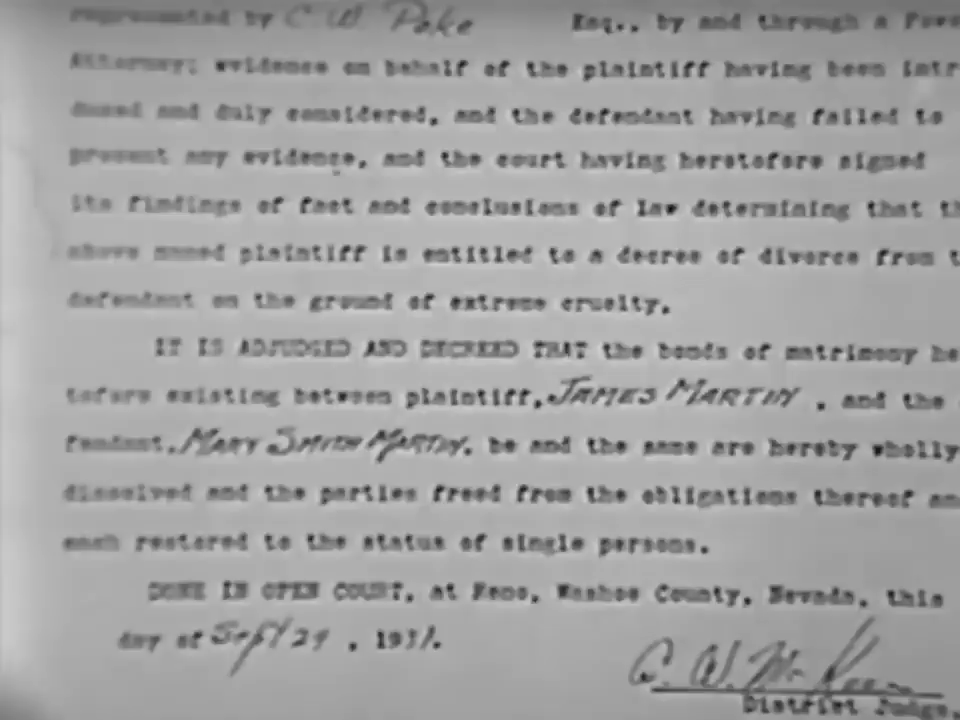 represented by C. W. Poke Esq., by and through a Powe
Attorney; evidence on behalf of the plaintiff having been intr
duced and duly considered, and the defendant having failed to
present any evidence, and the court having heretofore signed
its findings of fact and conclusions of law determining that th
above named plaintiff is entitled to a decree of divorce from t
defendant on the ground of extreme cruelty.
IT IS ADJUDGED AND DECREED THAT the bonds of matrimony he
tofore existing between plaintiff, JAMES MARTIN, and the
fendant, MARY SMITH MARTIN, be and the same are hereby wholly
dissolved and the parties freed from the obligations thereof an
each restored to the status of single persons.
DONE IN OPEN COURT, at Reno, Washoe County, Nevada, this
day of Sept 29, 1931.
District Judge.